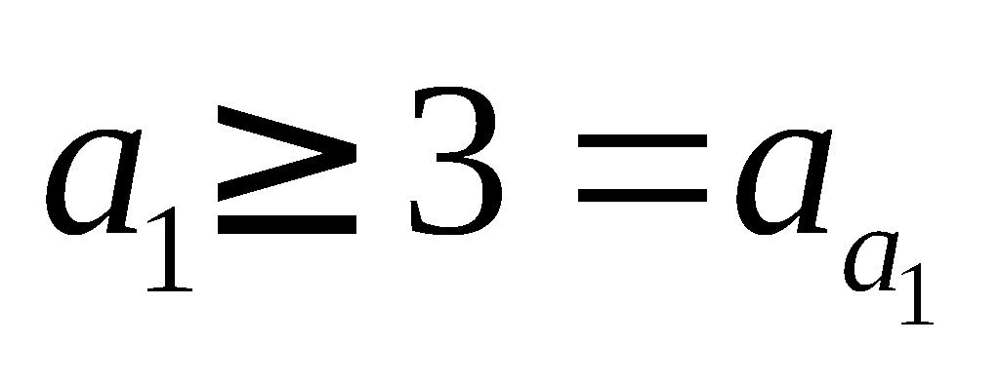 a₁ ≥ 3 = a_{a₁}